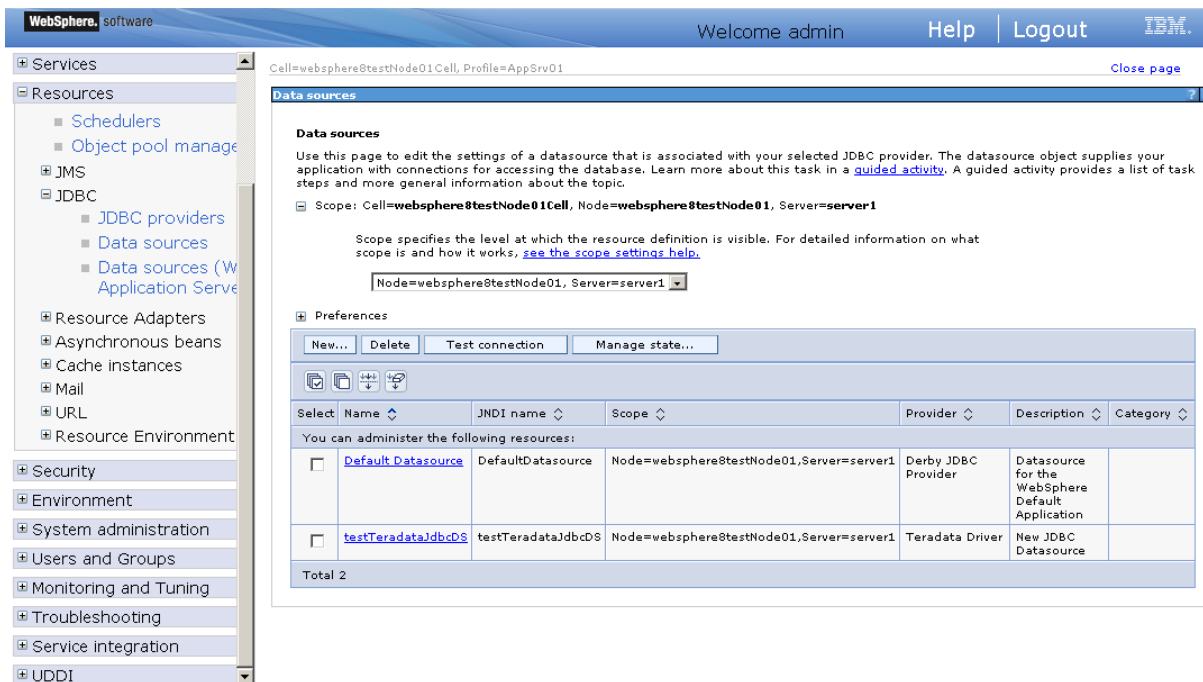 WebSphere. software
Welcome admin
Help
Logout
IBM.
Services
Resources
Schedulers
Object pool manage
JMS
JDBC
JDBC providers
Data sources
Data sources (W
Application Serve
Resource Adapters
Asynchronous beans
Cache instances
Mail
URL
Resource Environment
Security
Environment
System administration
Users and Groups
Monitoring and Tuning
Troubleshooting
Service integration
UDDI
Cell=websphere8testNode01Cell, Profile=AppSrv01
Close page
Data sources
?
Data sources
Use this page to edit the settings of a datasource that is associated with your selected JDBC provider. The datasource object supplies your
application with connections for accessing the database. Learn more about this task in a guided activity. A guided activity provides a list of task
steps and more general information about the topic.
Scope: Cell=websphere8testNode01Cell, Node=websphere8testNode01, Server=server1
Scope specifies the level at which the resource definition is visible. For detailed information on what
scope is and how it works, see the scope settings help.
Node=websphere8testNode01, Server=server1
Preferences
New... Delete Test connection Manage state...
Select Name JNDI name Scope Provider Description Category
You can administer the following resources:
Default Datasource DefaultDatasource Node=websphere8testNode01,Server=server1 Derby JDBC Datasource
Provider for the
WebSphere
Default
Application
testTeradataJdbcDS testTeradataJdbcDS Node=websphere8testNode01,Server=server1 Teradata Driver New JDBC
Datasource
Total 2